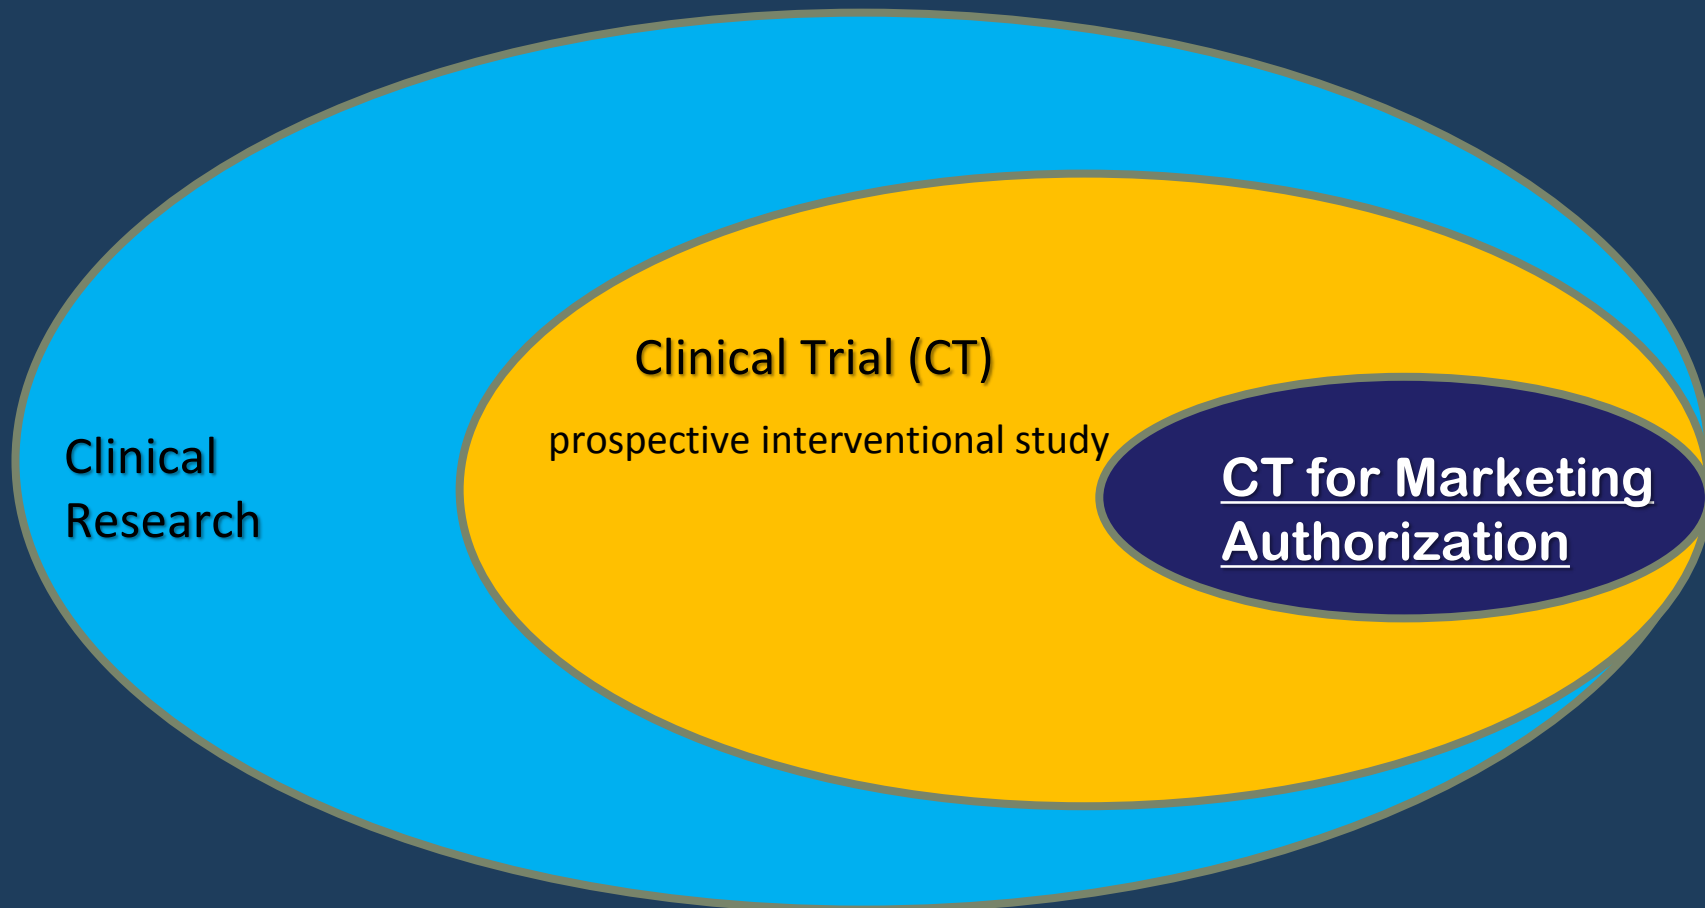 Clinical Trial (CT)
prospective interventional study
Clinical
Research
CT for Marketing
Authorization